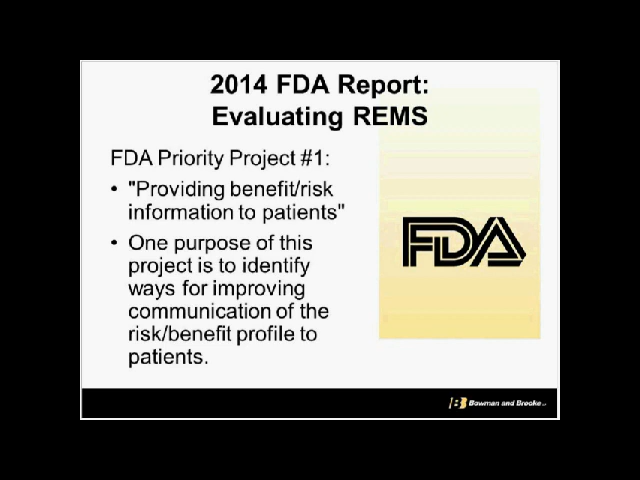 2014 FDA Report:
Evaluating REMS
FDA Priority Project #1:
• "Providing benefit/risk
information to patients"
• One purpose of this
project is to identify
ways for improving
communication of the
risk/benefit profile to
patients.
FDA
Bowman and Brooke